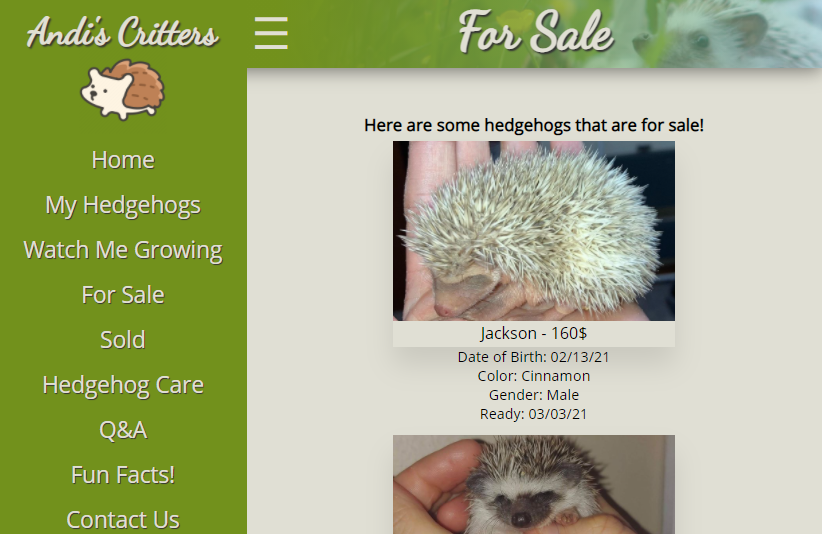 Andi's Critters
Home
My Hedgehogs
Watch Me Growing
For Sale
Sold
Hedgehog Care
Q&A
Fun Facts!
Contact Us
For Sale
Here are some hedgehogs that are for sale!
Jackson - 160$
Date of Birth: 02/13/21
Color: Cinnamon
Gender: Male
Ready: 03/03/21